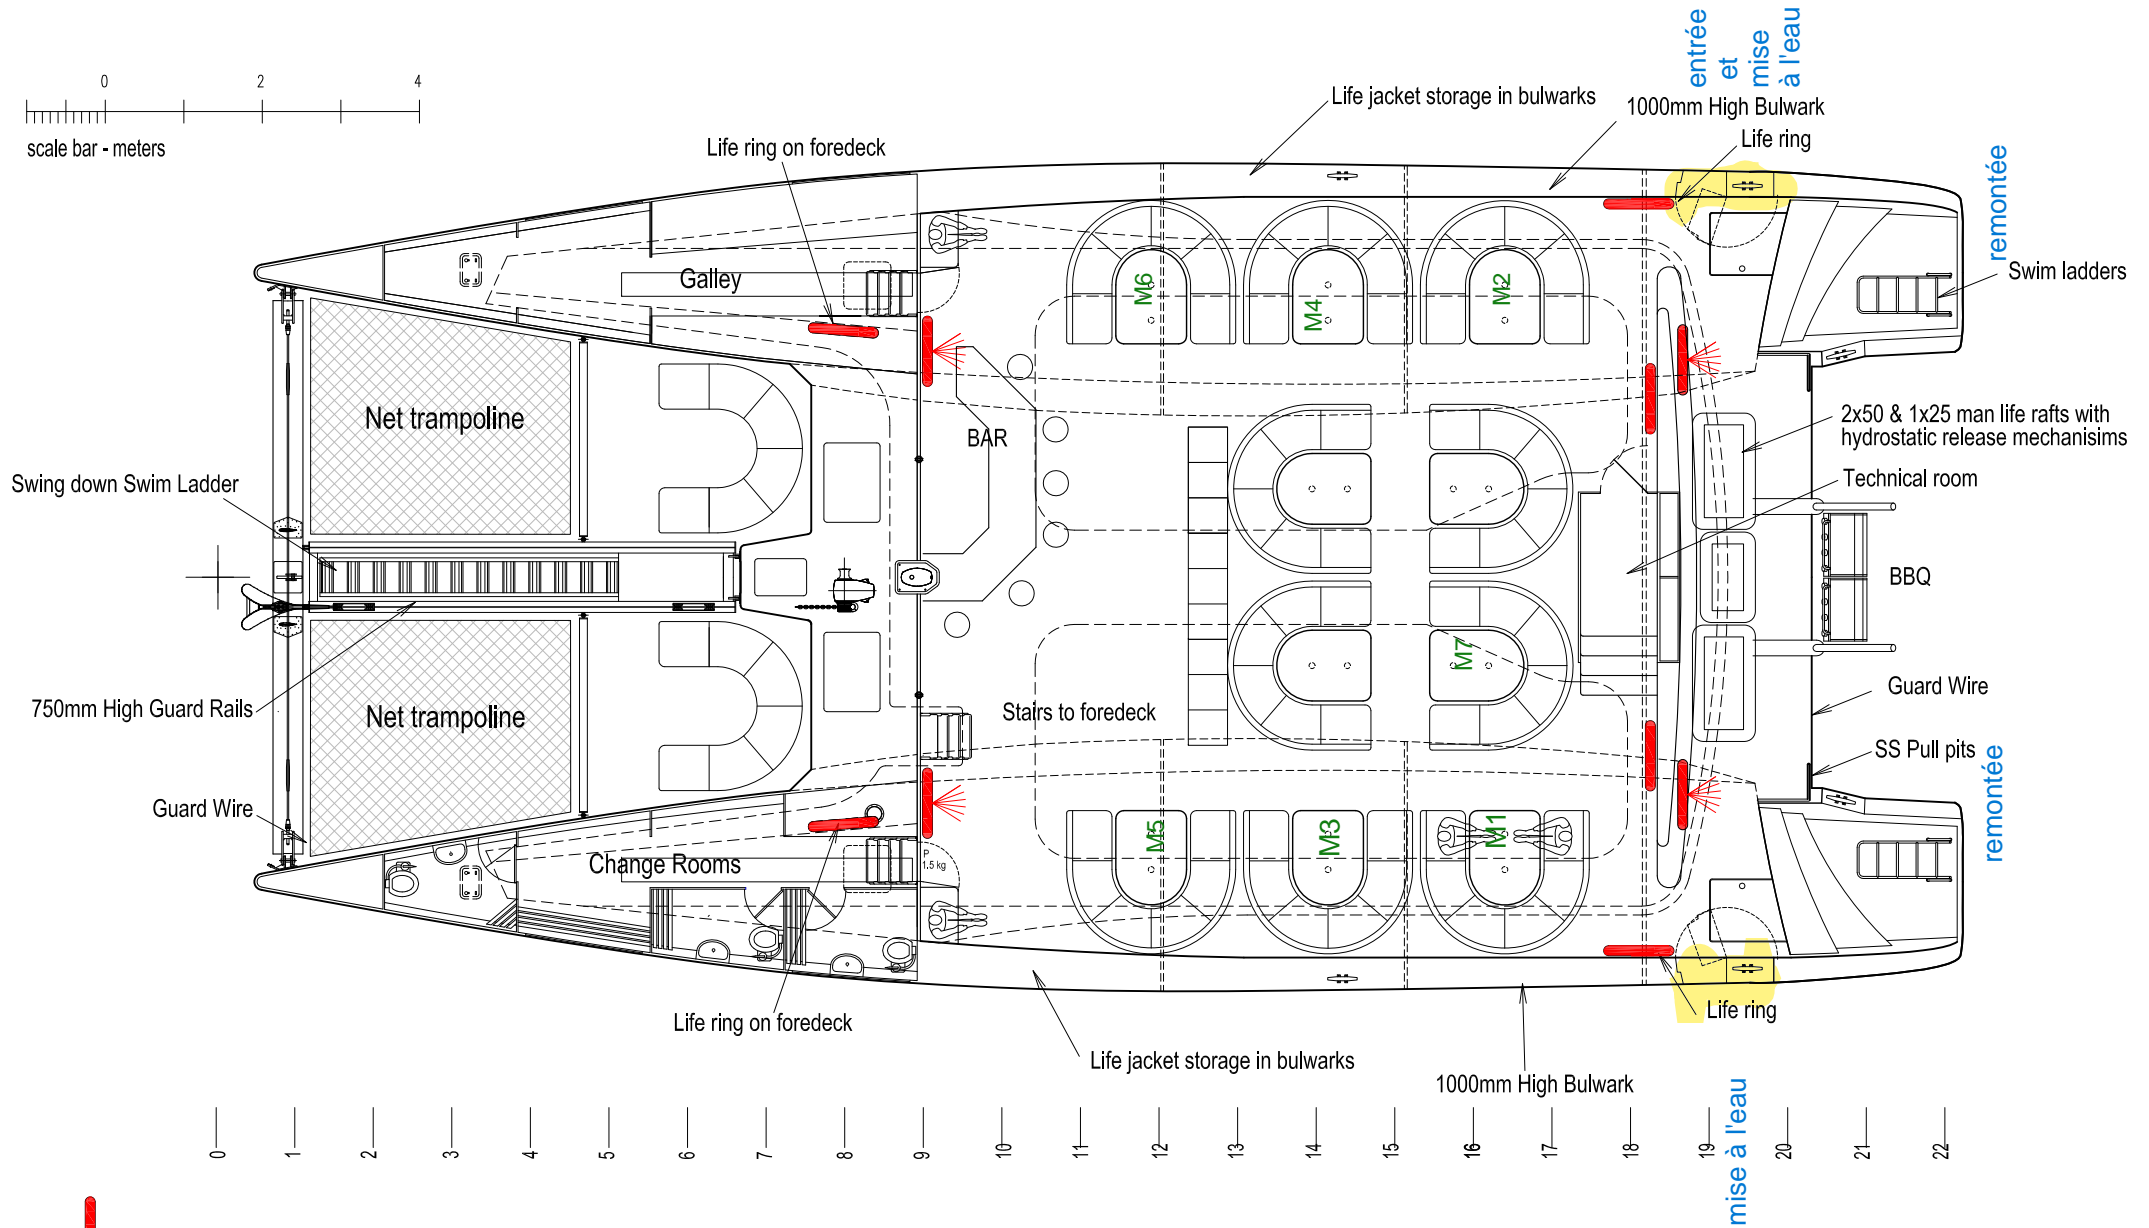 entrée
et
mise
à l'eau
0 2 4
scale bar - meters
Life jacket storage in bulwarks
1000mm High Bulwark
Life ring
Life ring on foredeck
remontée
Swim ladders
Galley
M6
M4
M2
Net trampoline
BAR
2x50 & 1x25 man life rafts with
hydrostatic release mechanisims
Technical room
Swing down Swim Ladder
BBQ
M7
750mm High Guard Rails
Net trampoline
Stairs to foredeck
Guard Wire
SS Pull pits
Guard Wire
remontée
M5
M3
M1
Change Rooms
P
1.5 kg
Life ring on foredeck
Life ring
Life jacket storage in bulwarks
1000mm High Bulwark
mise à l'eau
0 1 2 3 4 5 6 7 8 9 10 11 12 13 14 15 16 17 18 19 20 21 22